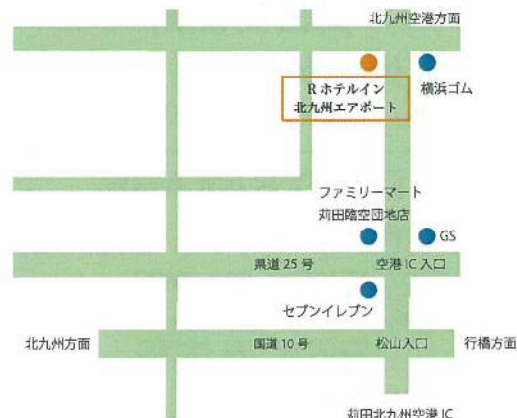 北九州空港方面
Rホテルイン
北九州エアポート
横浜ゴム
ファミリーマート
苅田臨空団地店
GS
県道25号
空港IC入口
セブンイレブン
北九州方面
国道10号
松山入口
行橋方面
苅田北九州空港IC